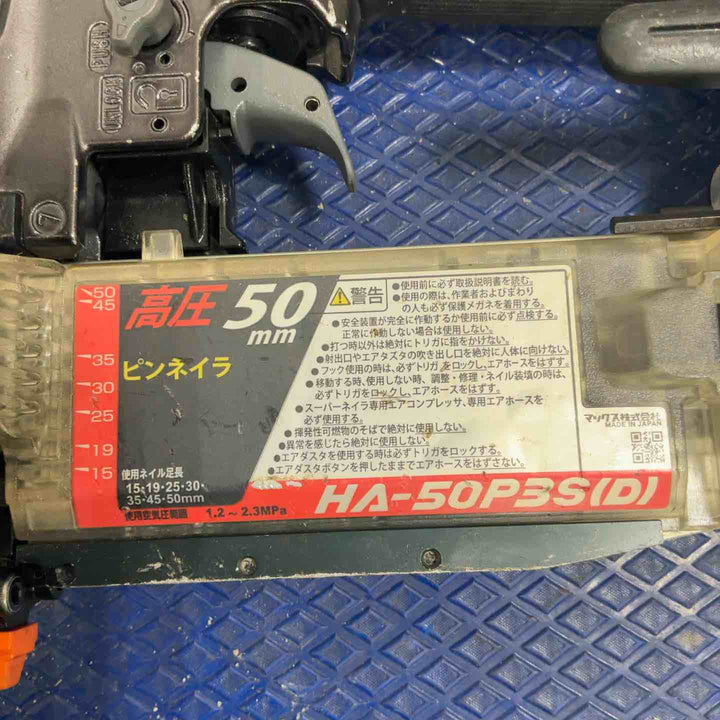 PUSH
UNLOCK
7
50
45
35
30
25
19
15
高圧 50
mm
ピンネイラ
使用ネイル足長
15・19・25・30・
35・45・50mm
使用空気圧範囲 1.2～2.3MPa
警告
●使用前に必ず取扱説明書を読む。
●使用の際は、作業者およびまわり
の人も必ず保護メガネを着用する。
●安全装置が完全に作動するか使用前に必ず点検する。
正常に作動しない場合は使用しない。
●打つ時以外は絶対にトリガに指をかけない。
●射出口やエアダスタの吹き出し口を絶対に人体に向けない。
●フック使用の時は、必ずトリガをロックし、エアホースをはずす。
●移動する時、使用しない時、調整・修理・ネイル装填の時は、
必ずトリガをロックし、エアホースをはずす。
●スーパーネイラ専用エアコンプレッサ、専用エアホースを
必ず使用する。
●揮発性可燃物のそばで絶対に使用しない。
●異常を感じたら絶対に使用しない。
●エアダスタを使用する時は必ずトリガをロックする。
●エアダスタボタンを押したままでエアホースをはずさない。
マックス株式会社
MADE IN JAPAN
HA-50P3S(D)